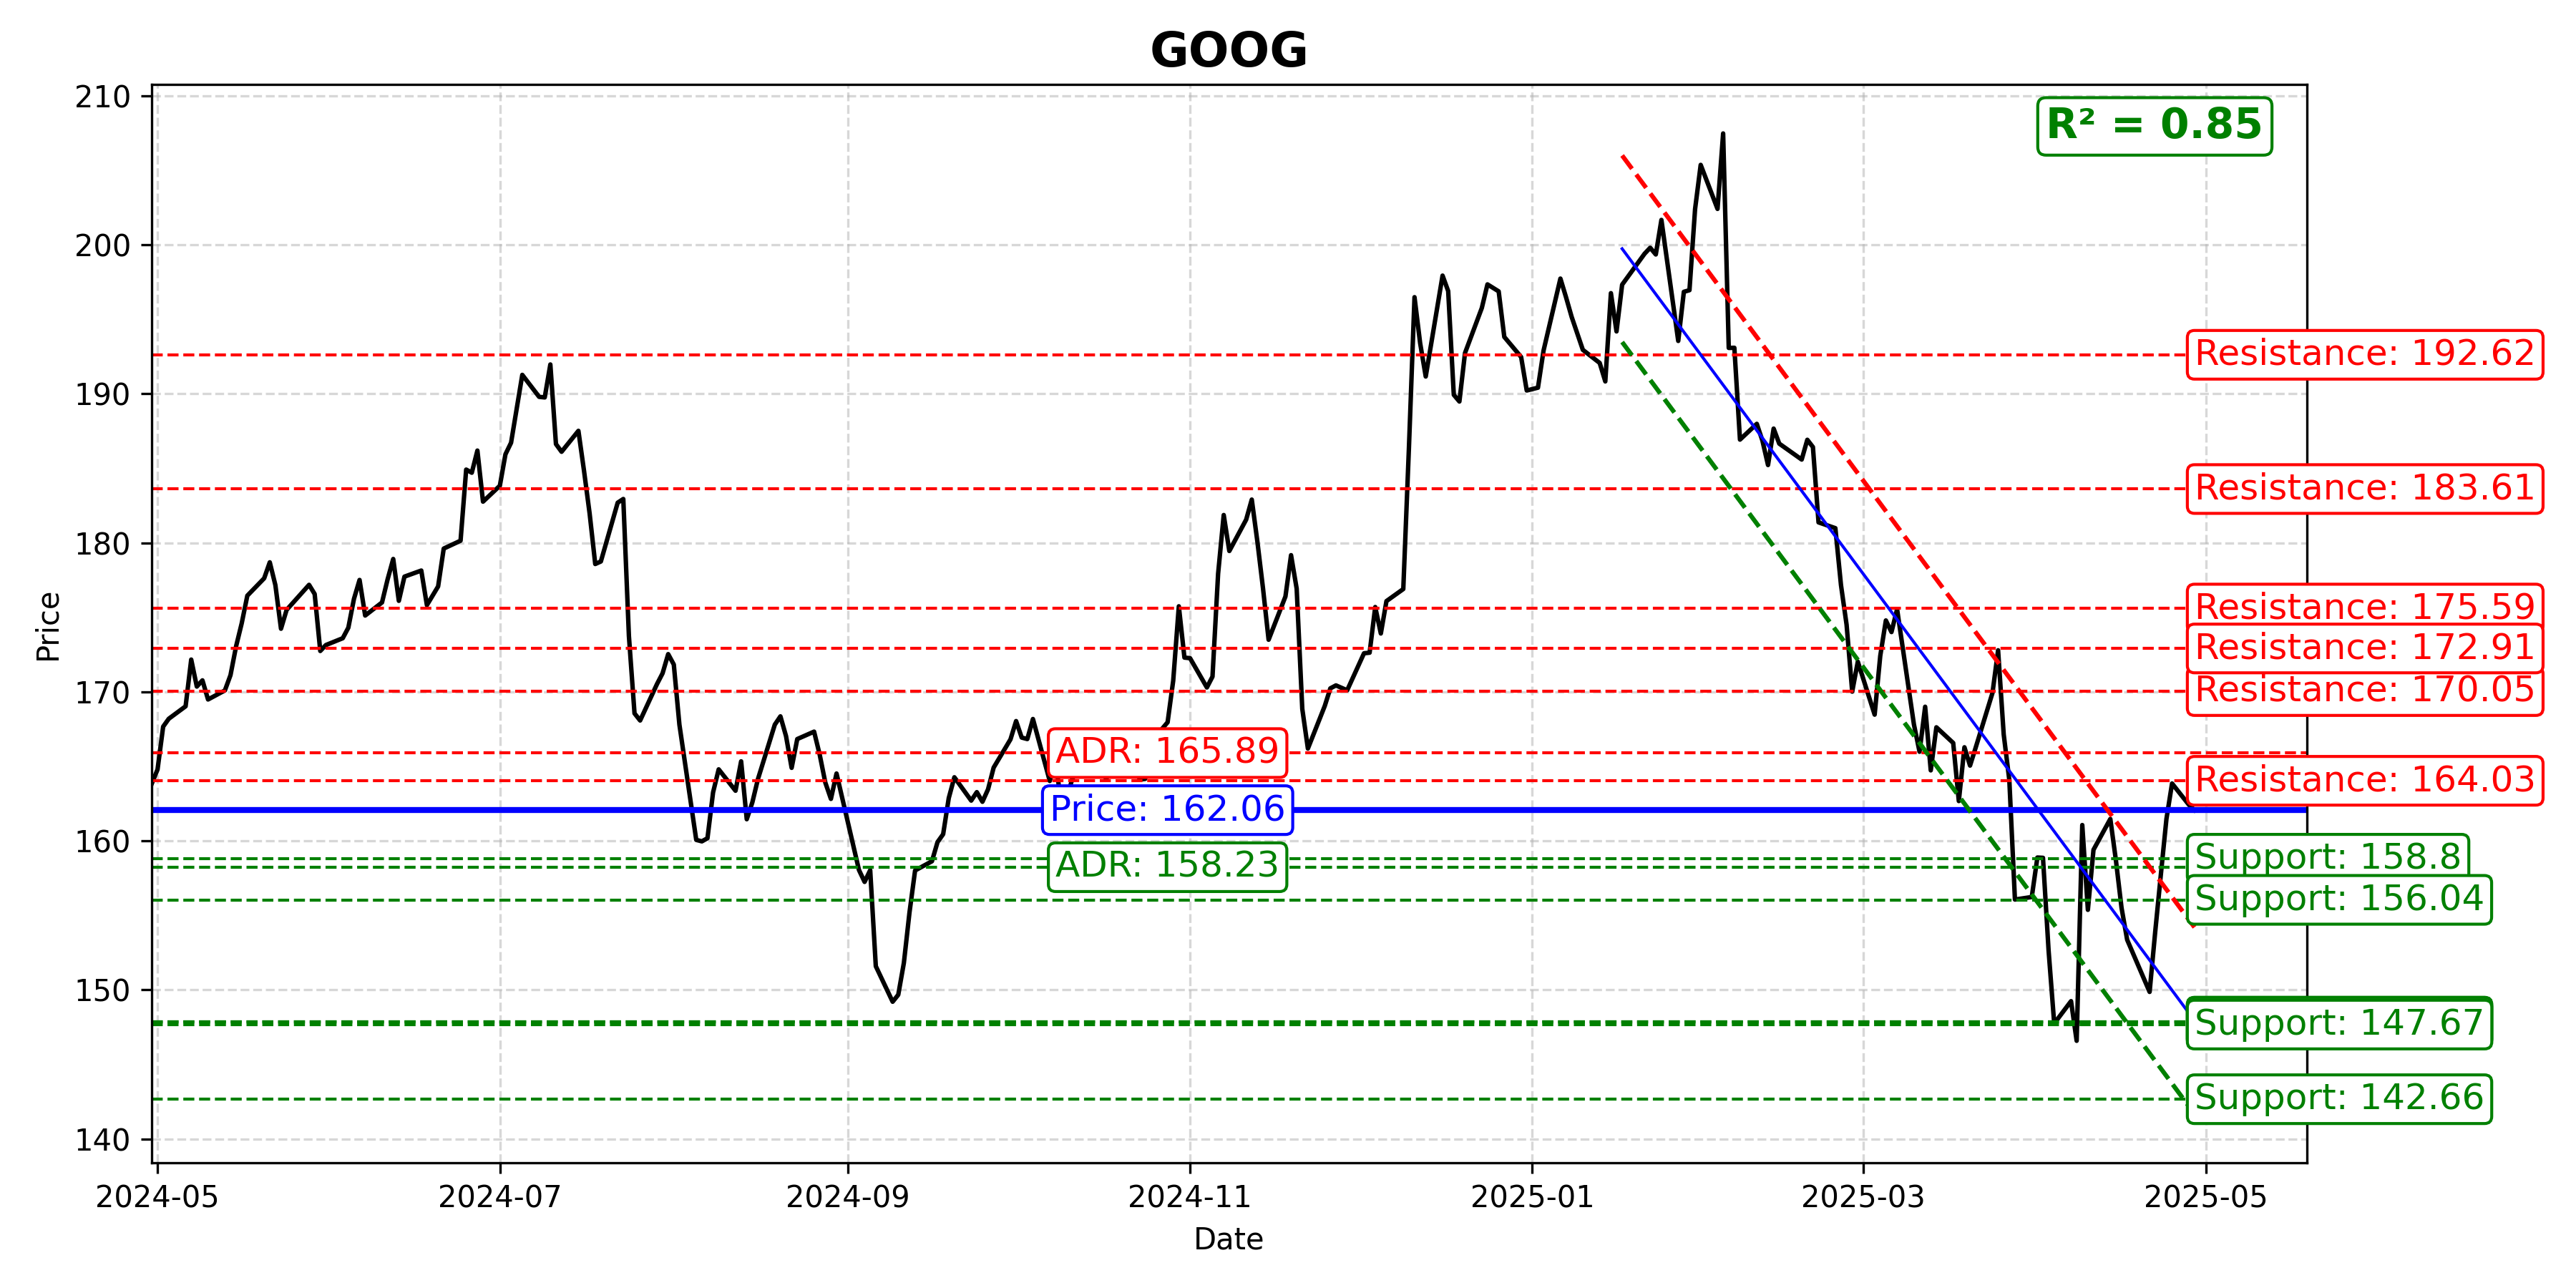 GOOG
R² = 0.85
210
200
190
180
170
160
150
140
Price
Resistance: 192.62
Resistance: 183.61
Resistance: 175.59
Resistance: 172.91
Resistance: 170.05
ADR: 165.89
Resistance: 164.03
Price: 162.06
ADR: 158.23
Support: 158.8
Support: 156.04
Support: 147.67
Support: 142.66
2024-05
2024-07
2024-09
2024-11
2025-01
2025-03
2025-05
Date